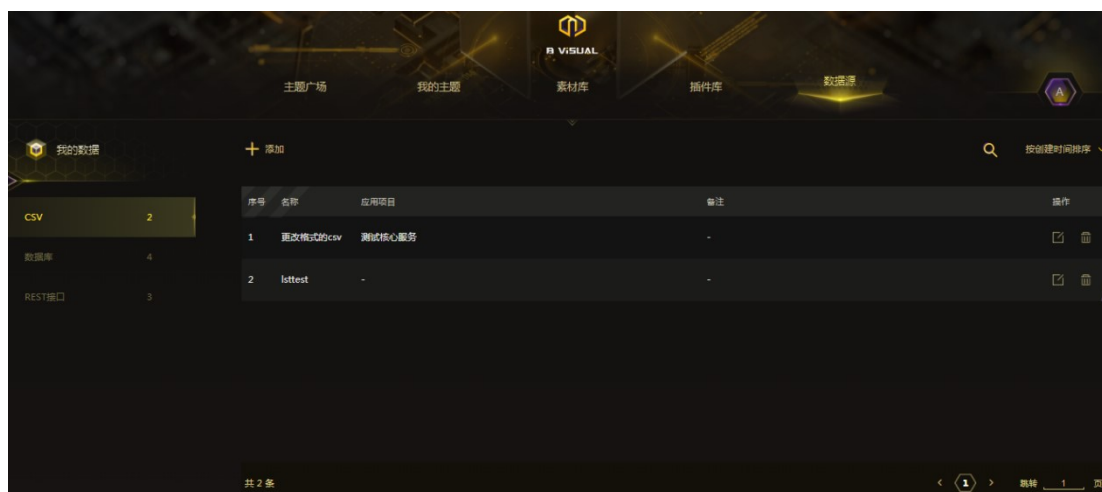 B ViSUAL
主题广场 我的主题 素材库 插件库 数据源
A
我的数据
添加
按创建时间排序
CSV 2
数据库 4
REST接口 3
序号 名称 应用项目 备注 操作
1 更改格式的csv 测试核心服务 -
2 lsttest - -
共 2 条
< 1 > 跳转 1 页